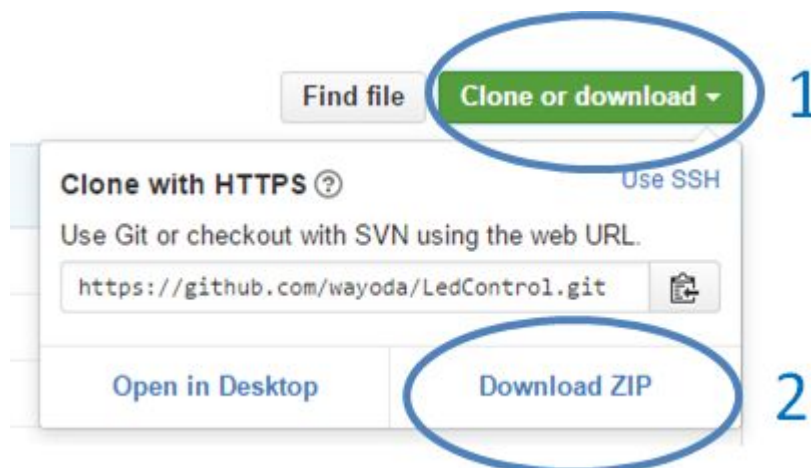 Find file
Clone or download
1
Clone with HTTPS
Use SSH
Use Git or checkout with SVN using the web URL.
https://github.com/wayoda/LedControl.git
Open in Desktop
Download ZIP
2